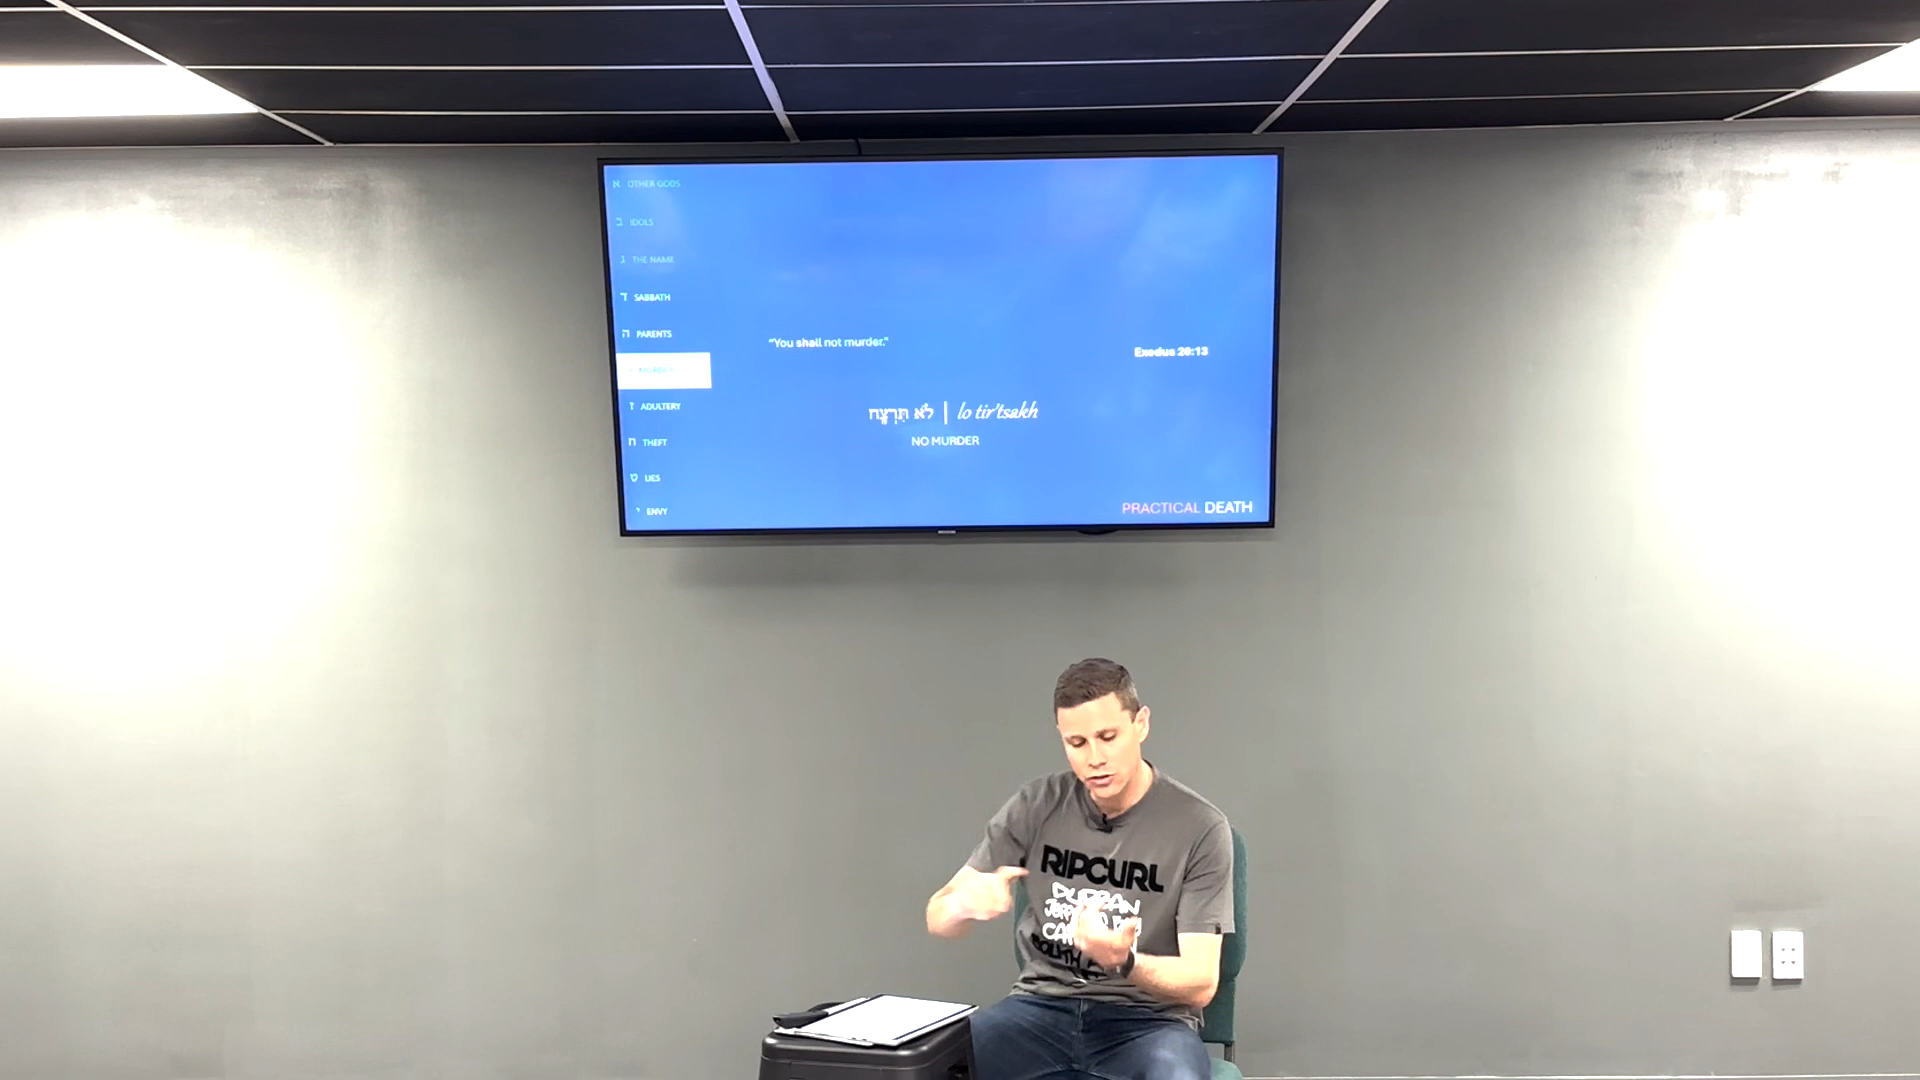 א OTHER GODS
ב IDOLS
ג THE NAME
ד SABBATH
ה PARENTS
ו MURDER
ז ADULTERY
ח THEFT
ט LIES
י ENVY
“You shall not murder.”
Exodus 20:13
לֹא תִּרְצָח | lo tir'tsakh
NO MURDER
PRACTICAL DEATH
RIPCURL